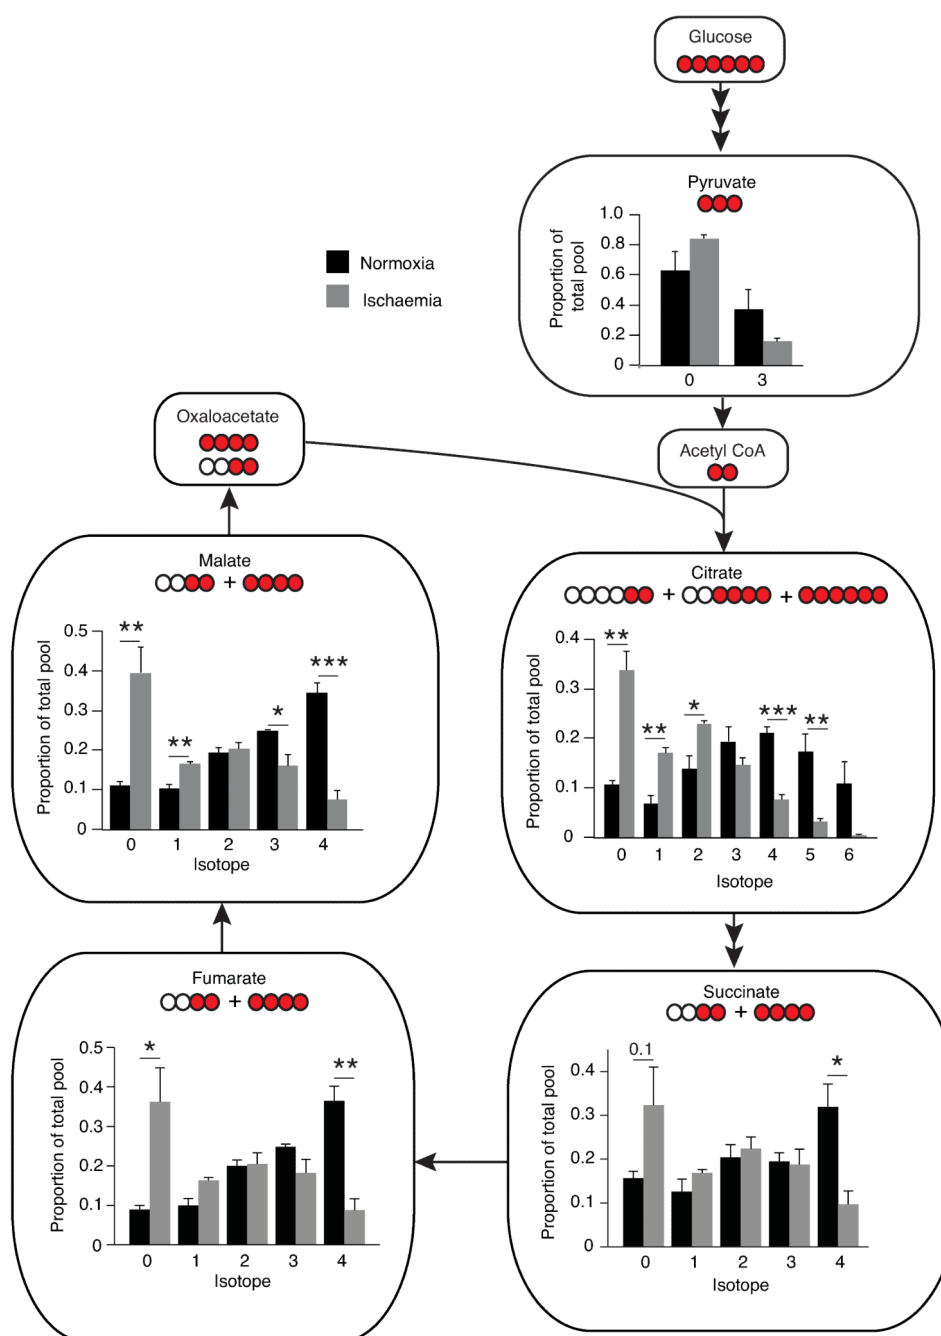 Glucose
Pyruvate
Proportion of
total pool
1.0
0.8
0.6
0.4
0.2
0
0 3
Normoxia
Ischaemia
Oxaloacetate
Acetyl CoA
Malate
+
Proportion of total pool
0.5
0.4
0.3
0.2
0.1
0
** ** * ***
0 1 2 3 4
Isotope
Citrate
+ +
Proportion of total pool
0.4
0.3
0.2
0.1
0
** ** * *** **
0 1 2 3 4 5 6
Isotope
Fumarate
+
Proportion of total pool
0.5
0.4
0.3
0.2
0.1
0
* **
0 1 2 3 4
Isotope
Succinate
+
Proportion of total pool
0.4
0.3
0.2
0.1
0
0.1 *
0 1 2 3 4
Isotope